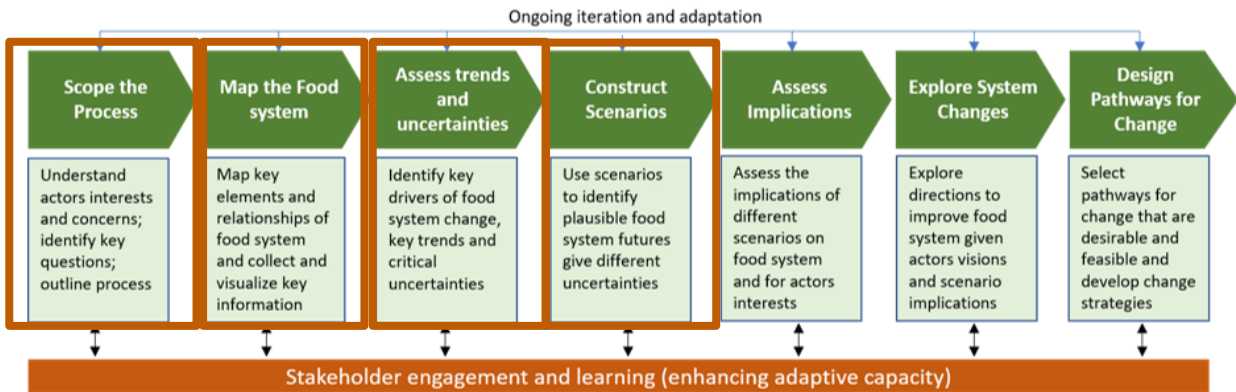 Ongoing iteration and adaptation
Scope the
Process
Map the Food
system
Assess trends
and
uncertainties
Construct
Scenarios
Assess
Implications
Explore System
Changes
Design
Pathways for
Change
Understand
actors interests
and concerns;
identify key
questions;
outline process
Map key
elements and
relationships of
food system
and collect and
visualize key
information
Identify key
drivers of food
system change,
key trends and
critical
uncertainties
Use scenarios
to identify
plausible food
system futures
give different
uncertainties
Assess the
implications of
different
scenarios on
food system
and for actors
interests
Explore
directions to
improve food
system given
actors visions
and scenario
implications
Select
pathways for
change that are
desirable and
feasible and
develop change
strategies
Stakeholder engagement and learning (enhancing adaptive capacity)